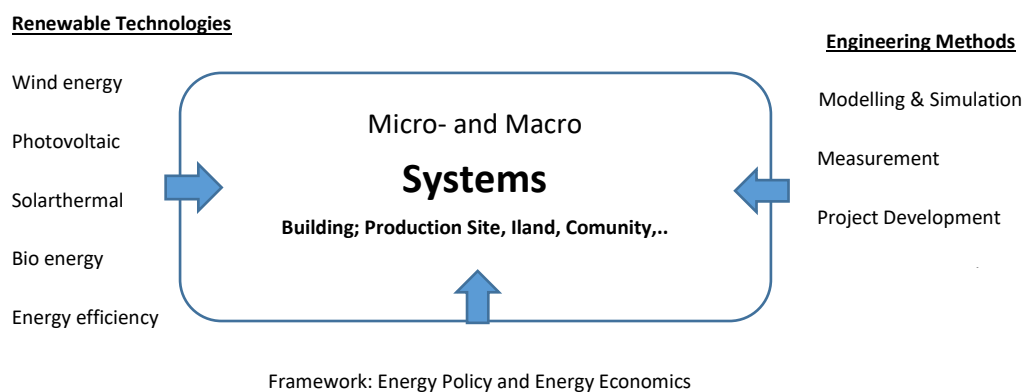 Renewable Technologies
Wind energy
Photovoltaic
Solarthermal
Bio energy
Energy efficiency
Micro- and Macro
Systems
Building; Production Site, Iland, Comunity,..
Engineering Methods
Modelling & Simulation
Measurement
Project Development
Framework: Energy Policy and Energy Economics